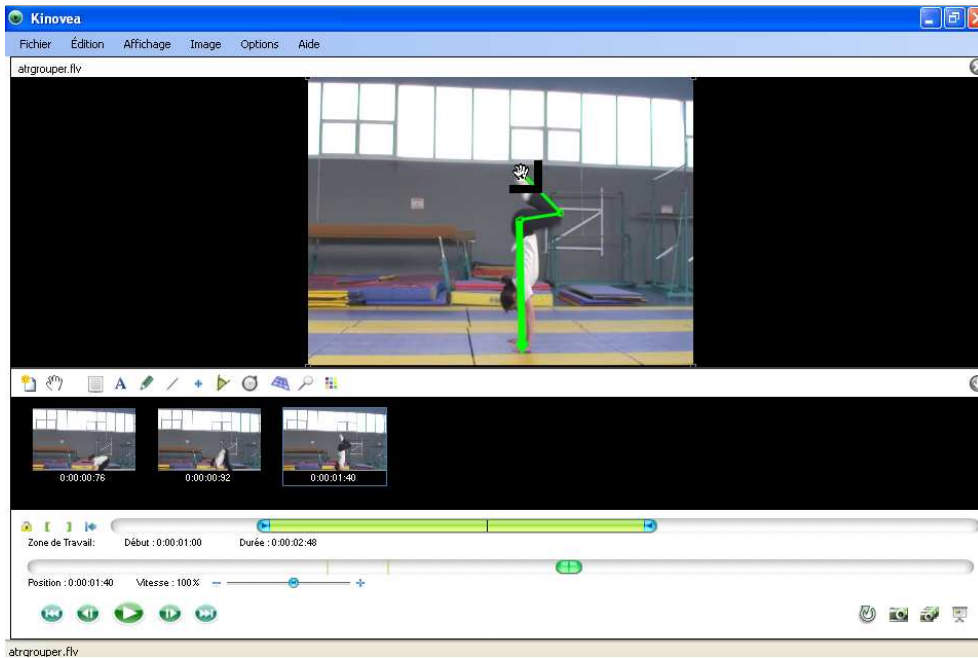 Kinovea
Fichier Édition Affichage Image Options Aide
atrgrouper.flv
A
0:00:00:76 0:00:00:92 0:00:01:40
Zone de Travail: Début : 0:00:01:00 Durée : 0:00:02:48
Position : 0:00:01:40 Vitesse : 100%
atrgrouper.flv